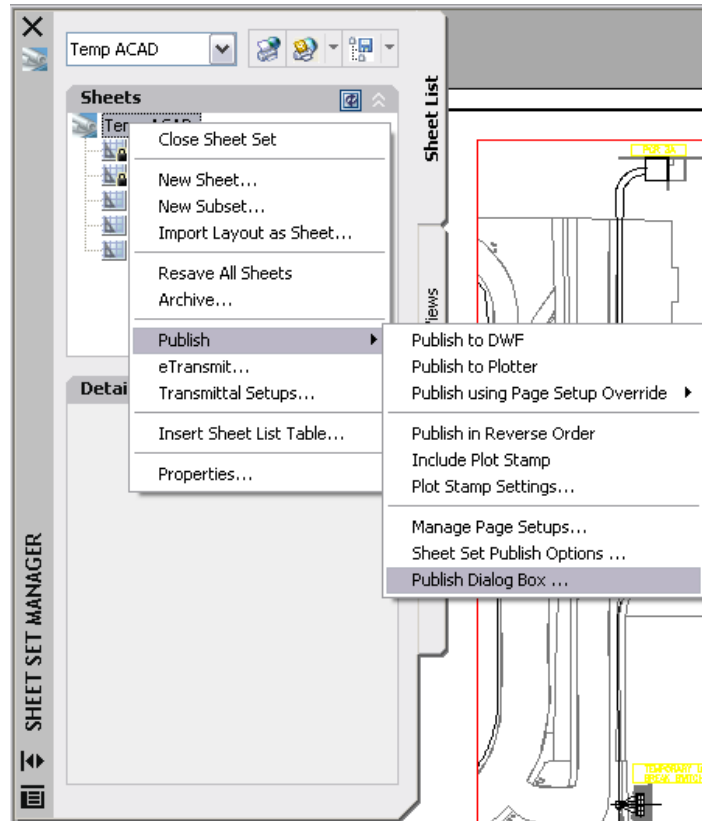 Temp ACAD
Sheets
Sheet List
Close Sheet Set
New Sheet...
New Subset...
Import Layout as Sheet...
Resave All Sheets
Archive...
Publish
eTransmit...
Transmittal Setups...
Insert Sheet List Table...
Properties...
Publish to DWF
Publish to Plotter
Publish using Page Setup Override
Publish in Reverse Order
Include Plot Stamp
Plot Stamp Settings...
Manage Page Setups...
Sheet Set Publish Options ...
Publish Dialog Box ...
SHEET SET MANAGER